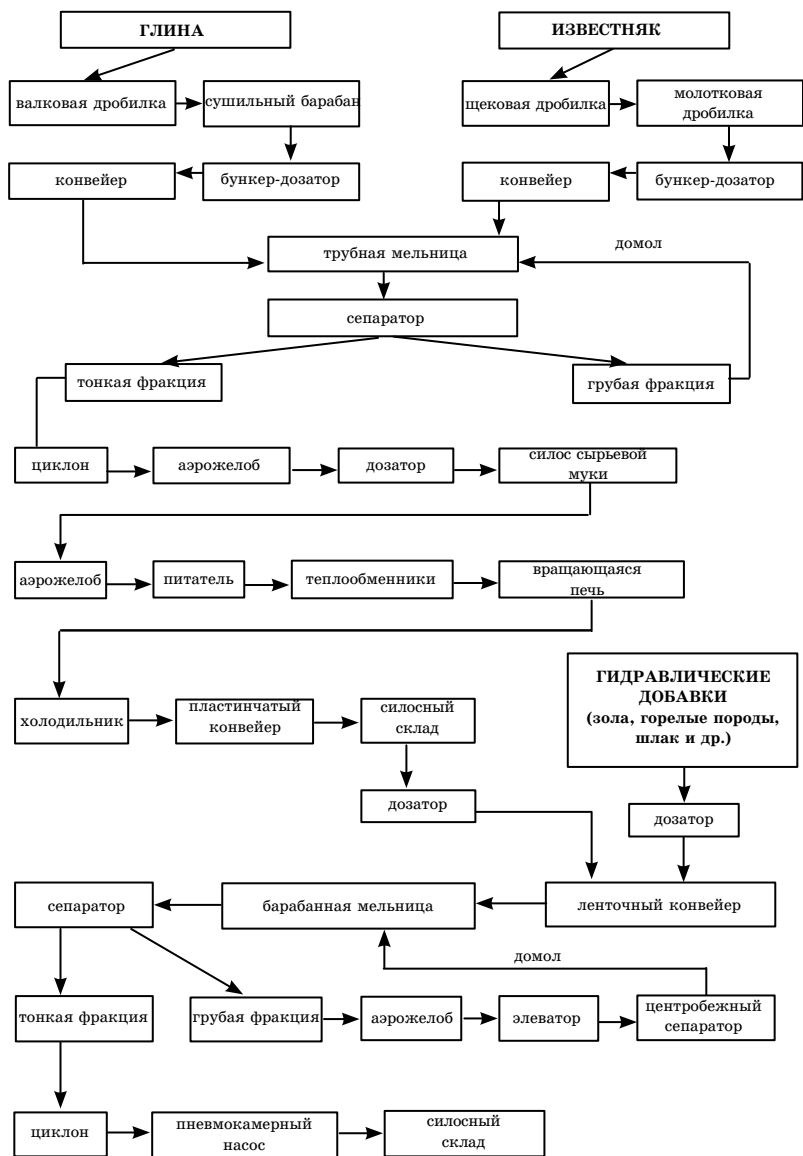 ГЛИНА
ИЗВЕСТНЯК
валковая дробилка
сушильный барабан
щековая дробилка
молотковая
дробилка
конвейер
бункер-дозатор
конвейер
бункер-дозатор
трубная мельница
домол
сепаратор
тонкая фракция
грубая фракция
циклон
аэрожелоб
дозатор
силос сырьевой
муки
аэрожелоб
питатель
теплообменники
вращающаяся
печь
ГИДРАВЛИЧЕСКИЕ
ДОБАВКИ
(зола, горелые породы,
шлак и др.)
холодильник
пластинчатый
конвейер
силосный
склад
дозатор
дозатор
сепаратор
барабанная мельница
ленточный конвейер
домол
тонкая фракция
грубая фракция
аэрожелоб
элеватор
центробежный
сепаратор
циклон
пневмокамерный
насос
силосный
склад